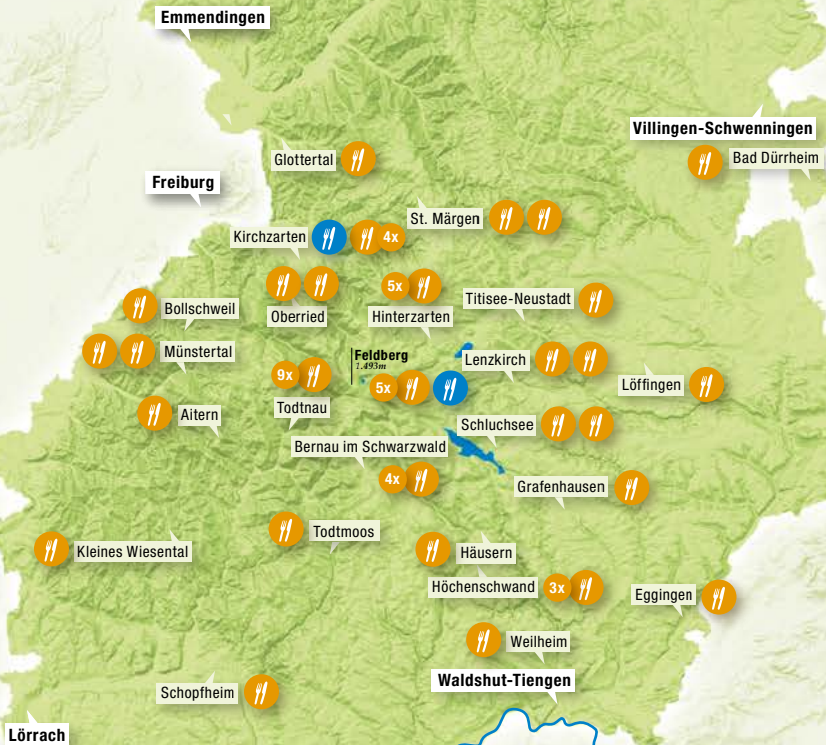 Emmendingen
Villingen-Schwenningen
Glottertal
Bad Dürrheim
Freiburg
St. Märgen
Kirchzarten
4x
5x
Titisee-Neustadt
Bollschweil
Oberried
Hinterzarten
Münstertal
Feldberg
1.493m
Lenzkirch
9x
5x
Löffingen
Todtnau
Aitern
Schluchsee
Bernau im Schwarzwald
4x
Grafenhausen
Todtmoos
Kleines Wiesental
Häusern
Höchenschwand
3x
Eggingen
Weilheim
Waldshut-Tiengen
Schopfheim
Lörrach